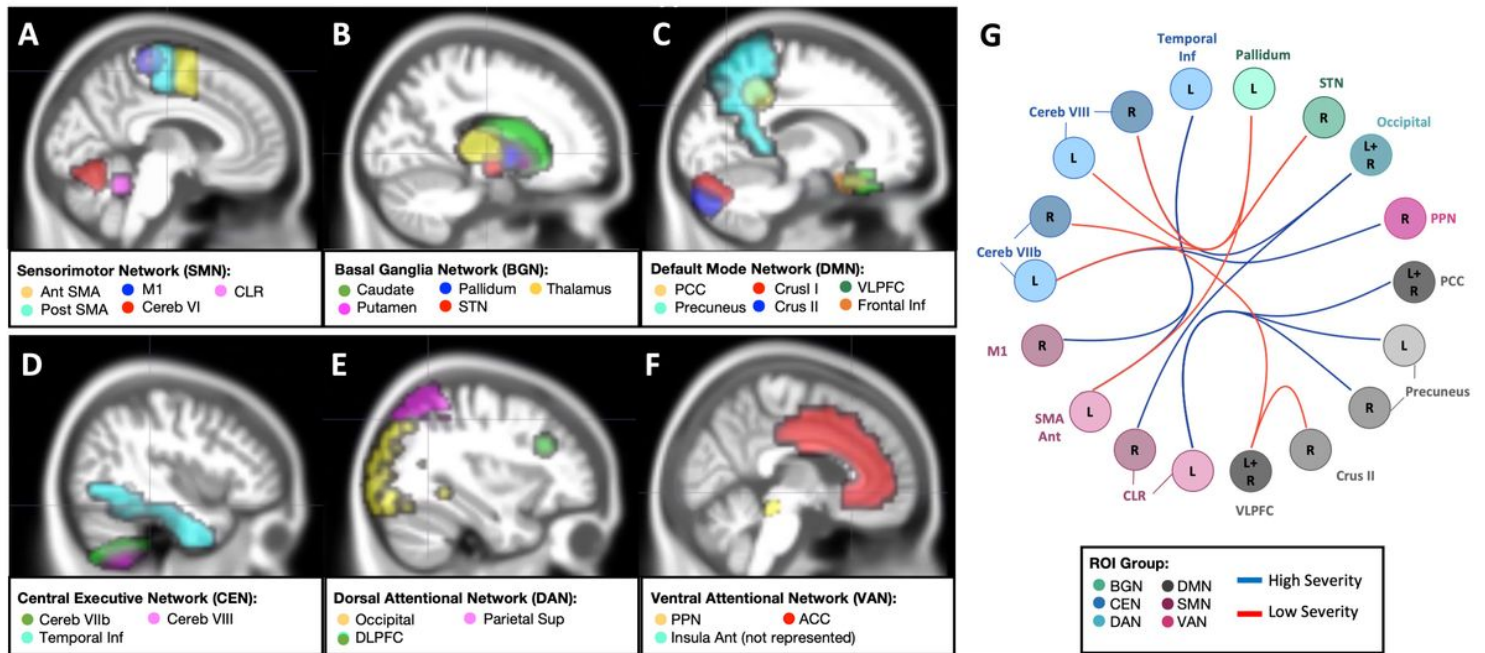 A
B
C
Sensorimotor Network (SMN):
Ant SMA M1 CLR
Post SMA Cereb VI
Basal Ganglia Network (BGN):
Caudate Pallidum Thalamus
Putamen STN
Default Mode Network (DMN):
PCC CrusI I VLPFC
Precuneus Crus II Frontal Inf
D
E
F
Central Executive Network (CEN):
Cereb VIIb Cereb VIII
Temporal Inf
Dorsal Attentional Network (DAN):
Occipital Parietal Sup
DLPFC
Ventral Attentional Network (VAN):
PPN ACC
Insula Ant (not represented)
G
Temporal
Inf
L
Pallidum
L
STN
R
Occipital
L+
R
PPN
R
PCC
L+
R
Precuneus
L
R
Crus II
R
VLPFC
L+
R
CLR
L
R
SMA
Ant
L
M1
R
Cereb VIIb
L
R
Cereb VIII
L
R
ROI Group:
BGN DMN
CEN SMN
DAN VAN
High Severity
Low Severity